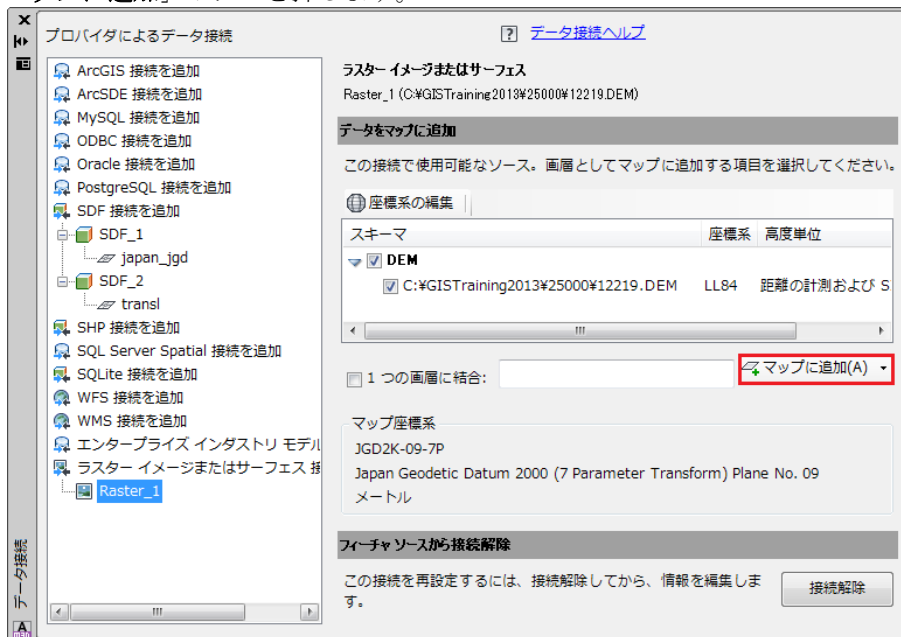 プロバイダによるデータ接続
データ接続ヘルプ
ArcGIS 接続を追加
ArcSDE 接続を追加
MySQL 接続を追加
ODBC 接続を追加
Oracle 接続を追加
PostgreSQL 接続を追加
SDF 接続を追加
SDF_1
japan_jgd
SDF_2
transl
SHP 接続を追加
SQL Server Spatial 接続を追加
SQLite 接続を追加
WFS 接続を追加
WMS 接続を追加
エンタープライズ インダストリ モデル
ラスター イメージまたはサーフェス 接
Raster_1
データ接続
ラスター イメージまたはサーフェス
Raster_1 (C:¥GISTraining2013¥25000¥12219.DEM)
データをマップに追加
この接続で使用可能なソース。画層としてマップに追加する項目を選択してください。
座標系の編集
スキーマ 座標系 高度単位
DEM
C:¥GISTraining2013¥25000¥12219.DEM LL84 距離の計測および S
1 つの画層に結合:
マップに追加(A)
マップ座標系
JGD2K-09-7P
Japan Geodetic Datum 2000 (7 Parameter Transform) Plane No. 09
メートル
フィーチャ ソースから接続解除
この接続を再設定するには、接続解除してから、情報を編集しま
す。
接続解除